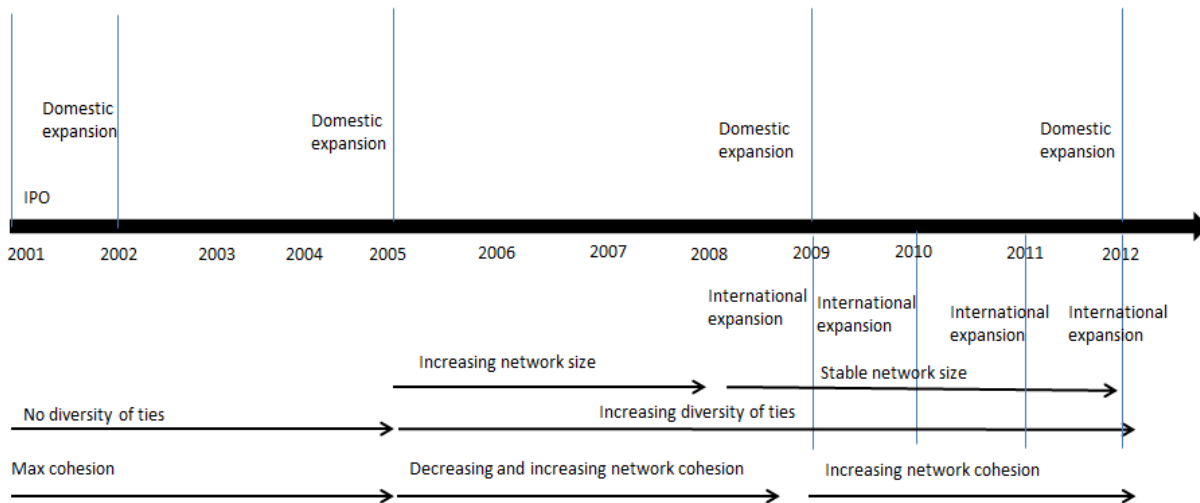 Domestic
expansion
Domestic
expansion
Domestic
expansion
Domestic
expansion
IPO
2001 2002 2003 2004 2005 2006 2007 2008 2009 2010 2011 2012
International
expansion
International
expansion
International
expansion
International
expansion
Increasing network size
Stable network size
No diversity of ties
Increasing diversity of ties
Max cohesion
Decreasing and increasing network cohesion
Increasing network cohesion